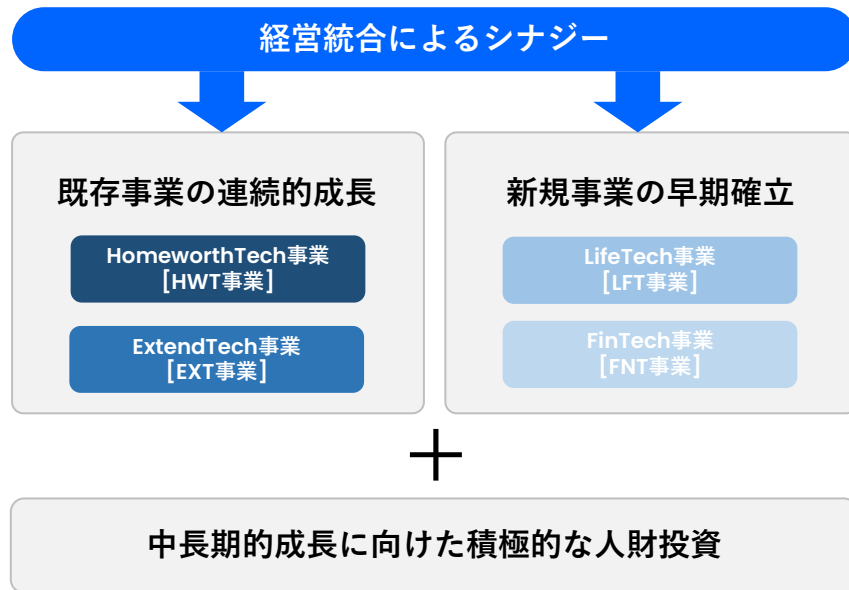 経営統合によるシナジー
既存事業の連続的成長
HomeworthTech事業
[HWT事業]
ExtendTech事業
[EXT事業]
新規事業の早期確立
LifeTech事業
[LFT事業]
FinTech事業
[FNT事業]
＋
中長期的成長に向けた積極的な人財投資